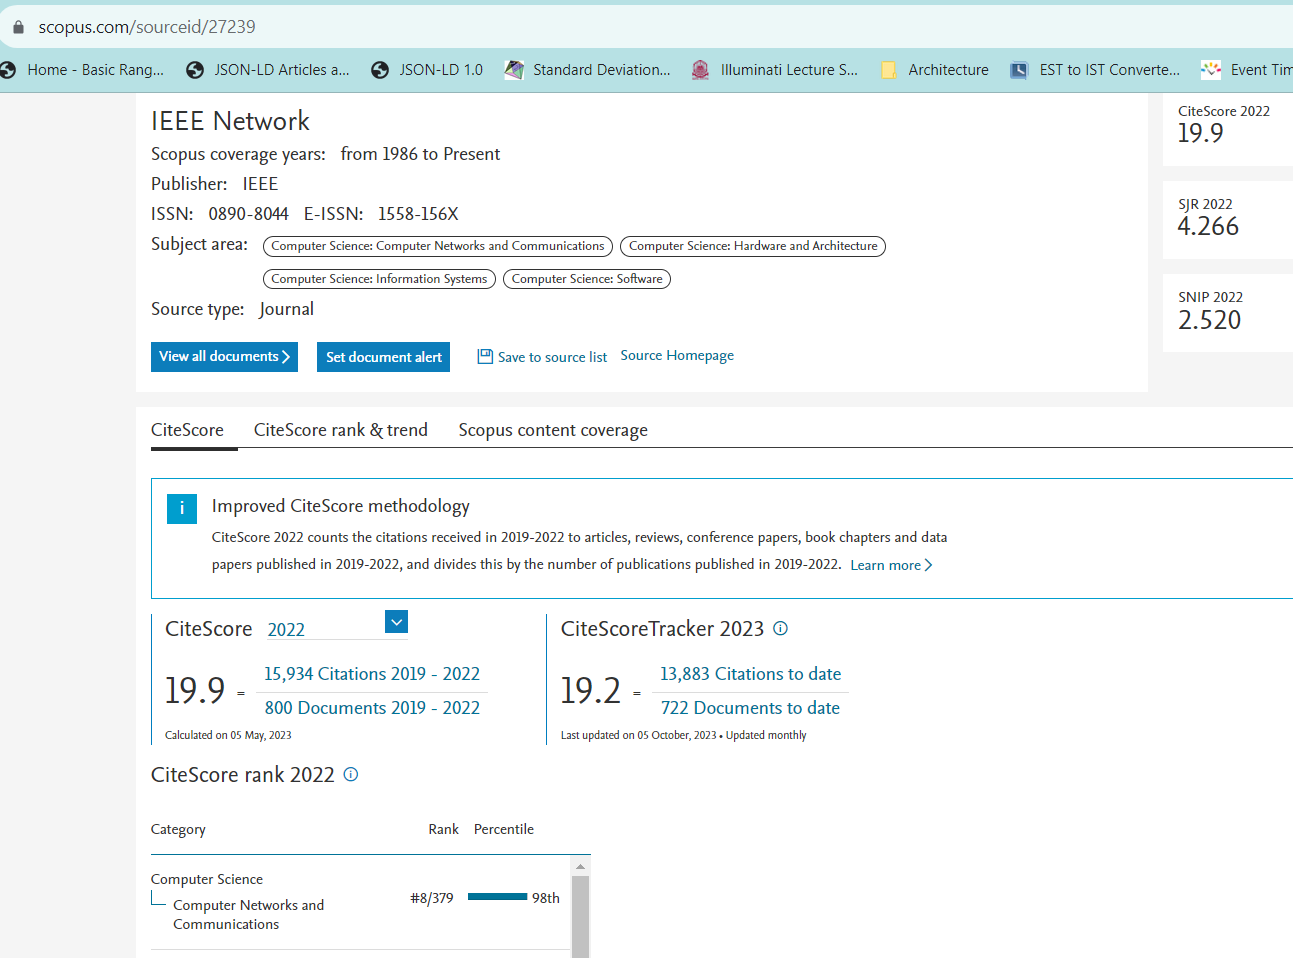 scopus.com/sourceid/27239
Home - Basic Rang... JSON-LD Articles a... JSON-LD 1.0 Standard Deviation... Illuminati Lecture S... Architecture EST to IST Converte... Event Tim
IEEE Network
Scopus coverage years: from 1986 to Present
Publisher: IEEE
ISSN: 0890-8044 E-ISSN: 1558-156X
Subject area: Computer Science: Computer Networks and Communications Computer Science: Hardware and Architecture
Computer Science: Information Systems Computer Science: Software
Source type: Journal
View all documents Set document alert Save to source list Source Homepage
CiteScore 2022
19.9
SJR 2022
4.266
SNIP 2022
2.520
CiteScore CiteScore rank & trend Scopus content coverage
i Improved CiteScore methodology
CiteScore 2022 counts the citations received in 2019-2022 to articles, reviews, conference papers, book chapters and data
papers published in 2019-2022, and divides this by the number of publications published in 2019-2022. Learn more
CiteScore 2022
19.9 = 15,934 Citations 2019 - 2022
800 Documents 2019 - 2022
Calculated on 05 May, 2023
CiteScoreTracker 2023
19.2 = 13,883 Citations to date
722 Documents to date
Last updated on 05 October, 2023 • Updated monthly
CiteScore rank 2022
Category Rank Percentile
Computer Science
Computer Networks and #8/379 98th
Communications